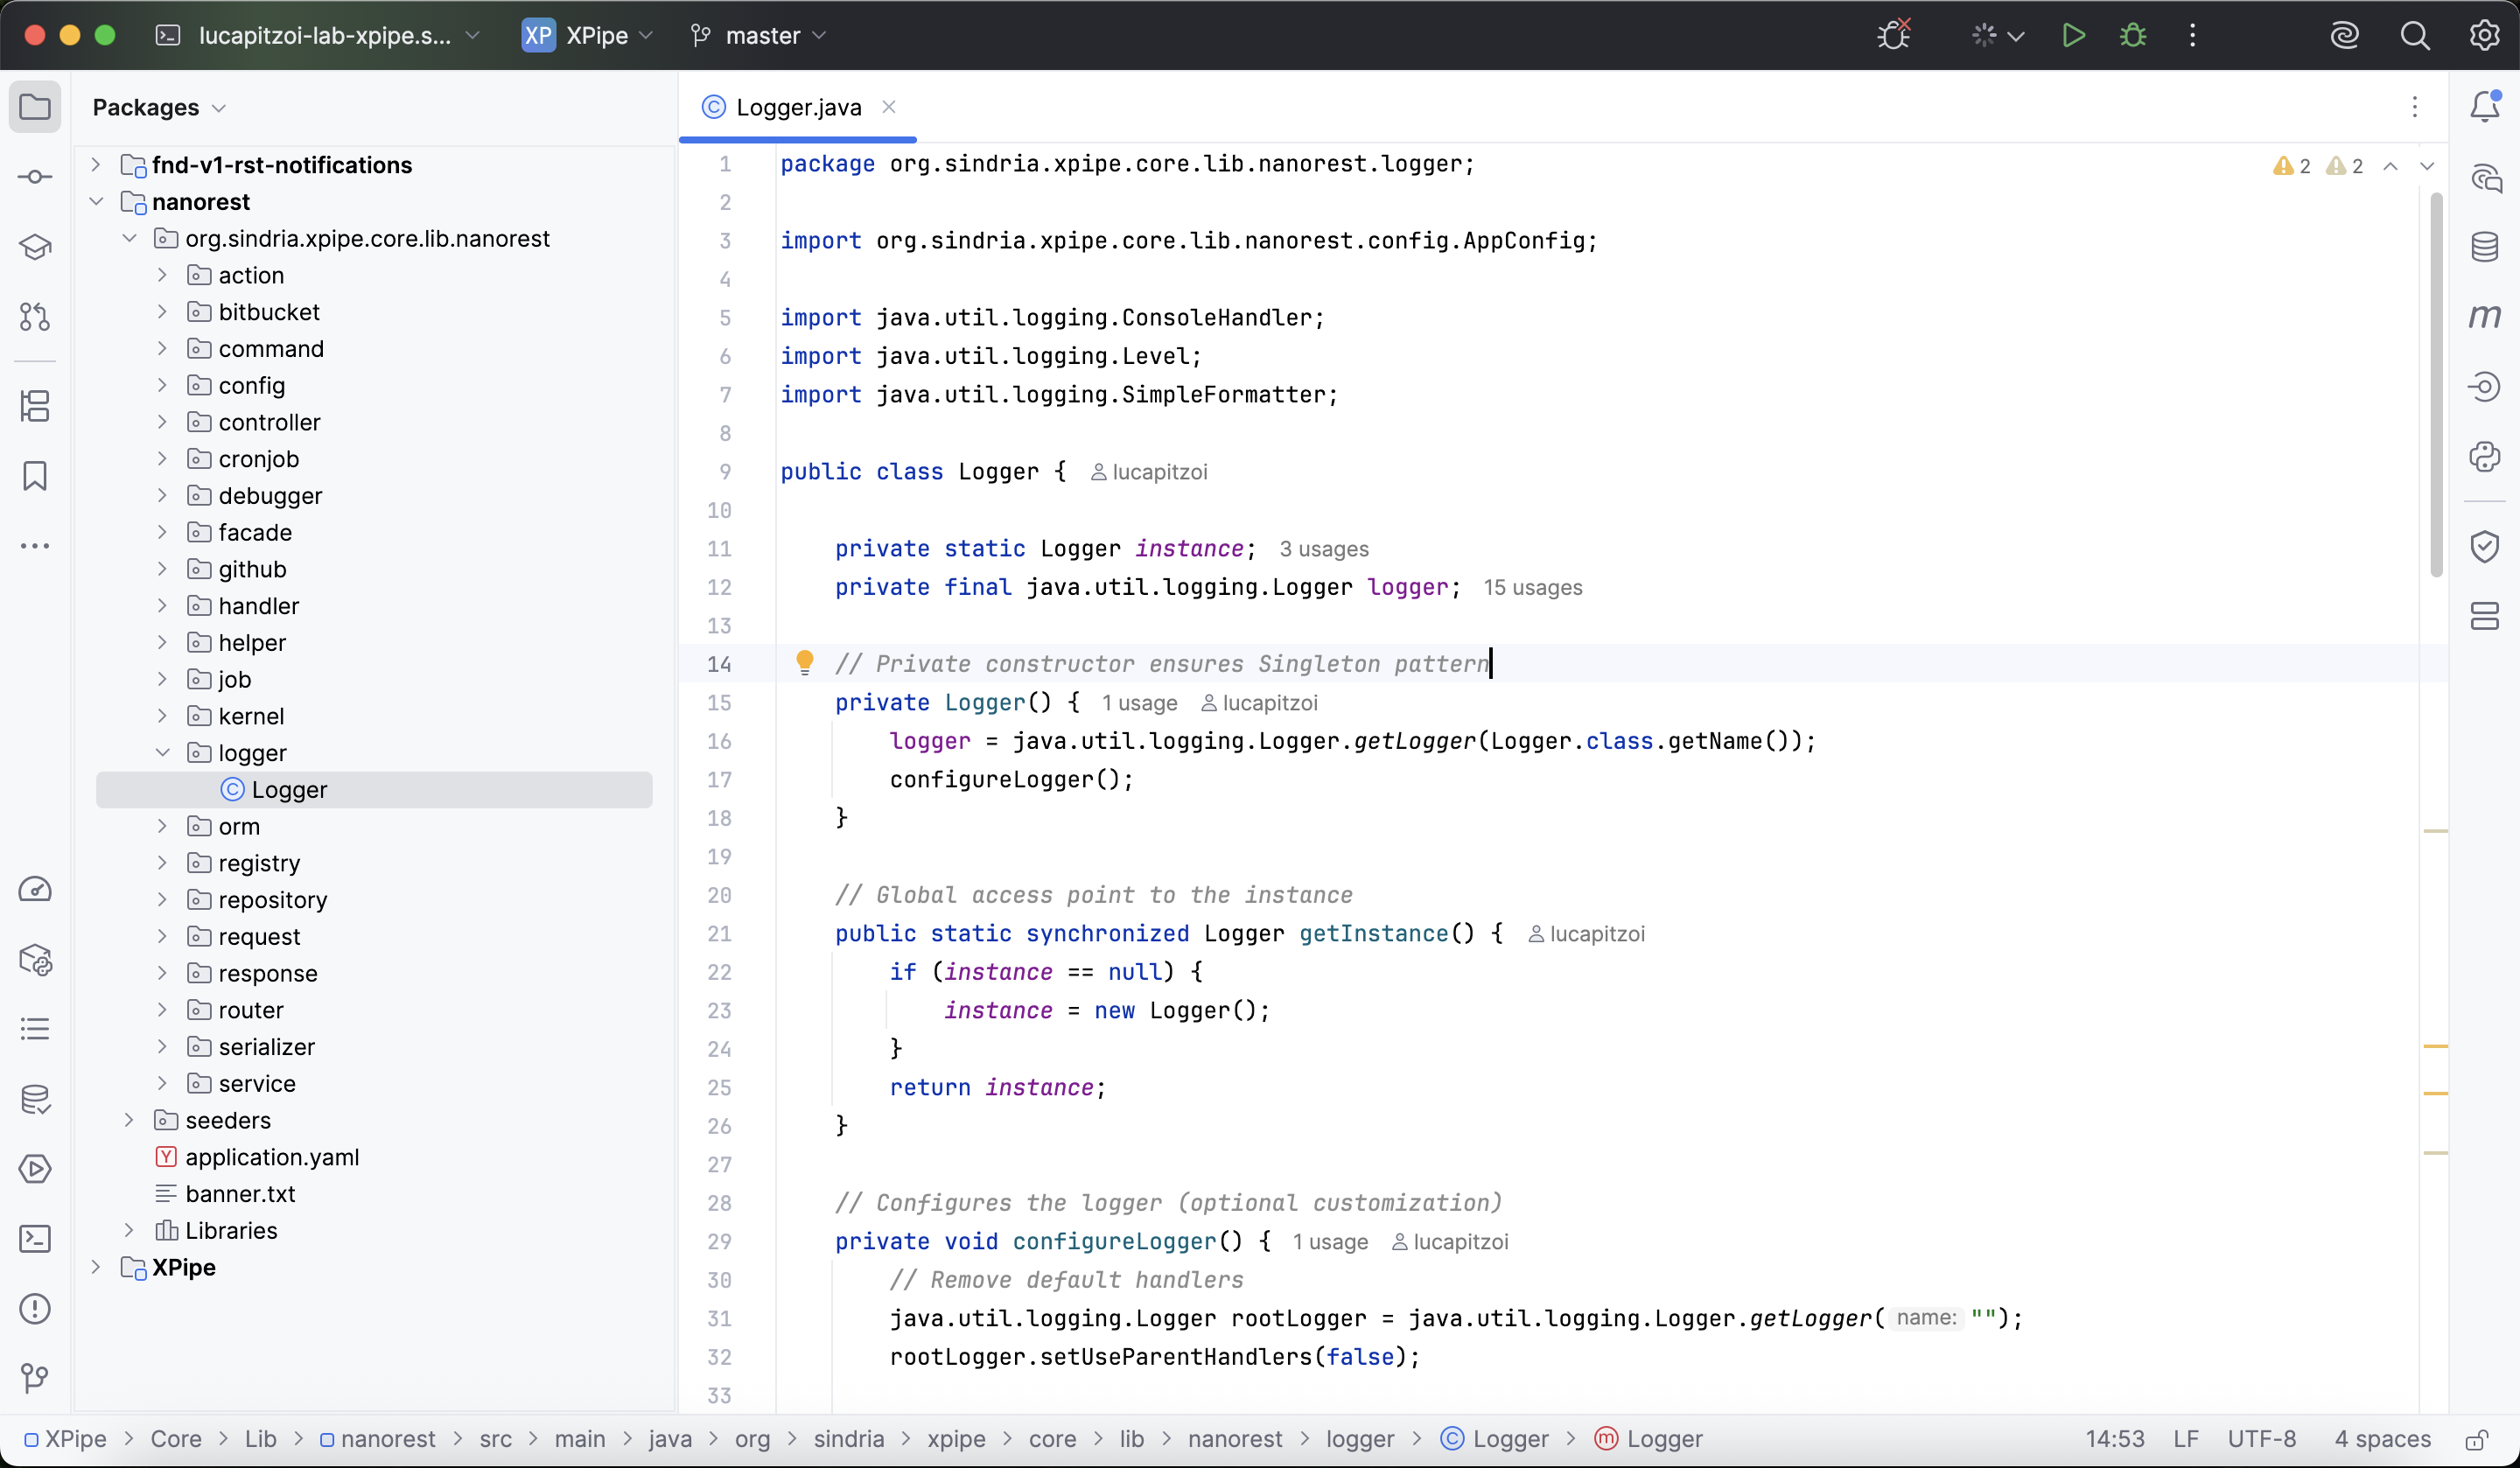 lucapitzoi-lab-xpipe.s...
XP XPipe
master
Packages
Logger.java
fnd-v1-rst-notifications
nanorest
org.sindria.xpipe.core.lib.nanorest
action
bitbucket
command
config
controller
cronjob
debugger
facade
github
handler
helper
job
kernel
logger
Logger
orm
registry
repository
request
response
router
serializer
service
seeders
application.yaml
banner.txt
Libraries
XPipe
2 2
1 package org.sindria.xpipe.core.lib.nanorest.logger;
2
3 import org.sindria.xpipe.core.lib.nanorest.config.AppConfig;
4
5 import java.util.logging.ConsoleHandler;
6 import java.util.logging.Level;
7 import java.util.logging.SimpleFormatter;
8
9 public class Logger { lucapitzoi
10
11 private static Logger instance; 3 usages
12 private final java.util.logging.Logger logger; 15 usages
13
14 // Private constructor ensures Singleton pattern
15 private Logger() { 1 usage lucapitzoi
16 logger = java.util.logging.Logger.getLogger(Logger.class.getName());
17 configureLogger();
18 }
19
20 // Global access point to the instance
21 public static synchronized Logger getInstance() { lucapitzoi
22 if (instance == null) {
23 instance = new Logger();
24 }
25 return instance;
26 }
27
28 // Configures the logger (optional customization)
29 private void configureLogger() { 1 usage lucapitzoi
30 // Remove default handlers
31 java.util.logging.Logger rootLogger = java.util.logging.Logger.getLogger( name: "");
32 rootLogger.setUseParentHandlers(false);
33
XPipe > Core > Lib > nanorest > src > main > java > org > sindria > xpipe > core > lib > nanorest > logger > Logger > Logger
14:53 LF UTF-8 4 spaces